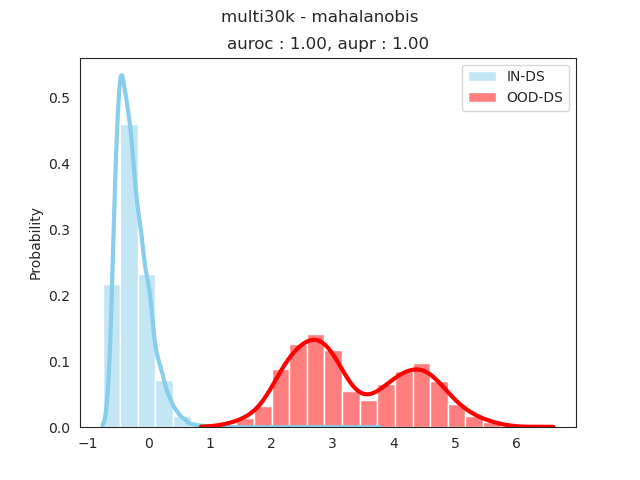 multi30k - mahalanobis
auroc : 1.00, aupr : 1.00
IN-DS
OOD-DS
Probability
0.5
0.4
0.3
0.2
0.1
0.0
−1 0 1 2 3 4 5 6